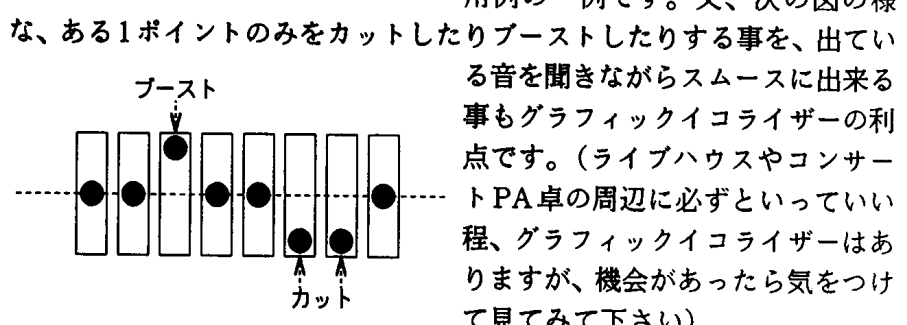 用例の一例です。又、次の図の様
な、ある1ポイントのみをカットしたりブーストしたりする事を、出てい
る音を聞きながらスムースに出来る
事もグラフィックイコライザーの利
点です。(ライブハウスやコンサー
トPA卓の周辺に必ずといっていい
程、グラフィックイコライザーはあ
りますが、機会があったら気をつけ
て見てみて下さい)
ブースト
カット